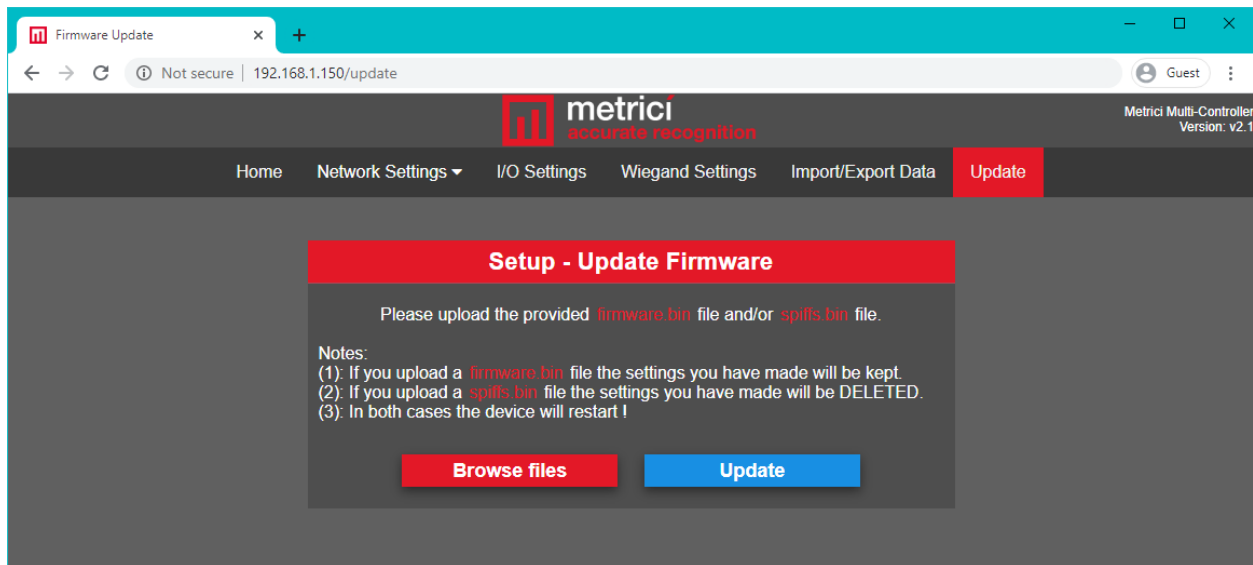 Firmware Update
Not secure | 192.168.1.150/update
Guest
metrici
accurate recognition
Metrici Multi-Controller
Version: v2.1
Home Network Settings I/O Settings Wiegand Settings Import/Export Data Update
Setup - Update Firmware
Please upload the provided firmware.bin file and/or spiffs.bin file.
Notes:
(1): If you upload a firmware.bin file the settings you have made will be kept.
(2): If you upload a spiffs.bin file the settings you have made will be DELETED.
(3): In both cases the device will restart !
Browse files Update